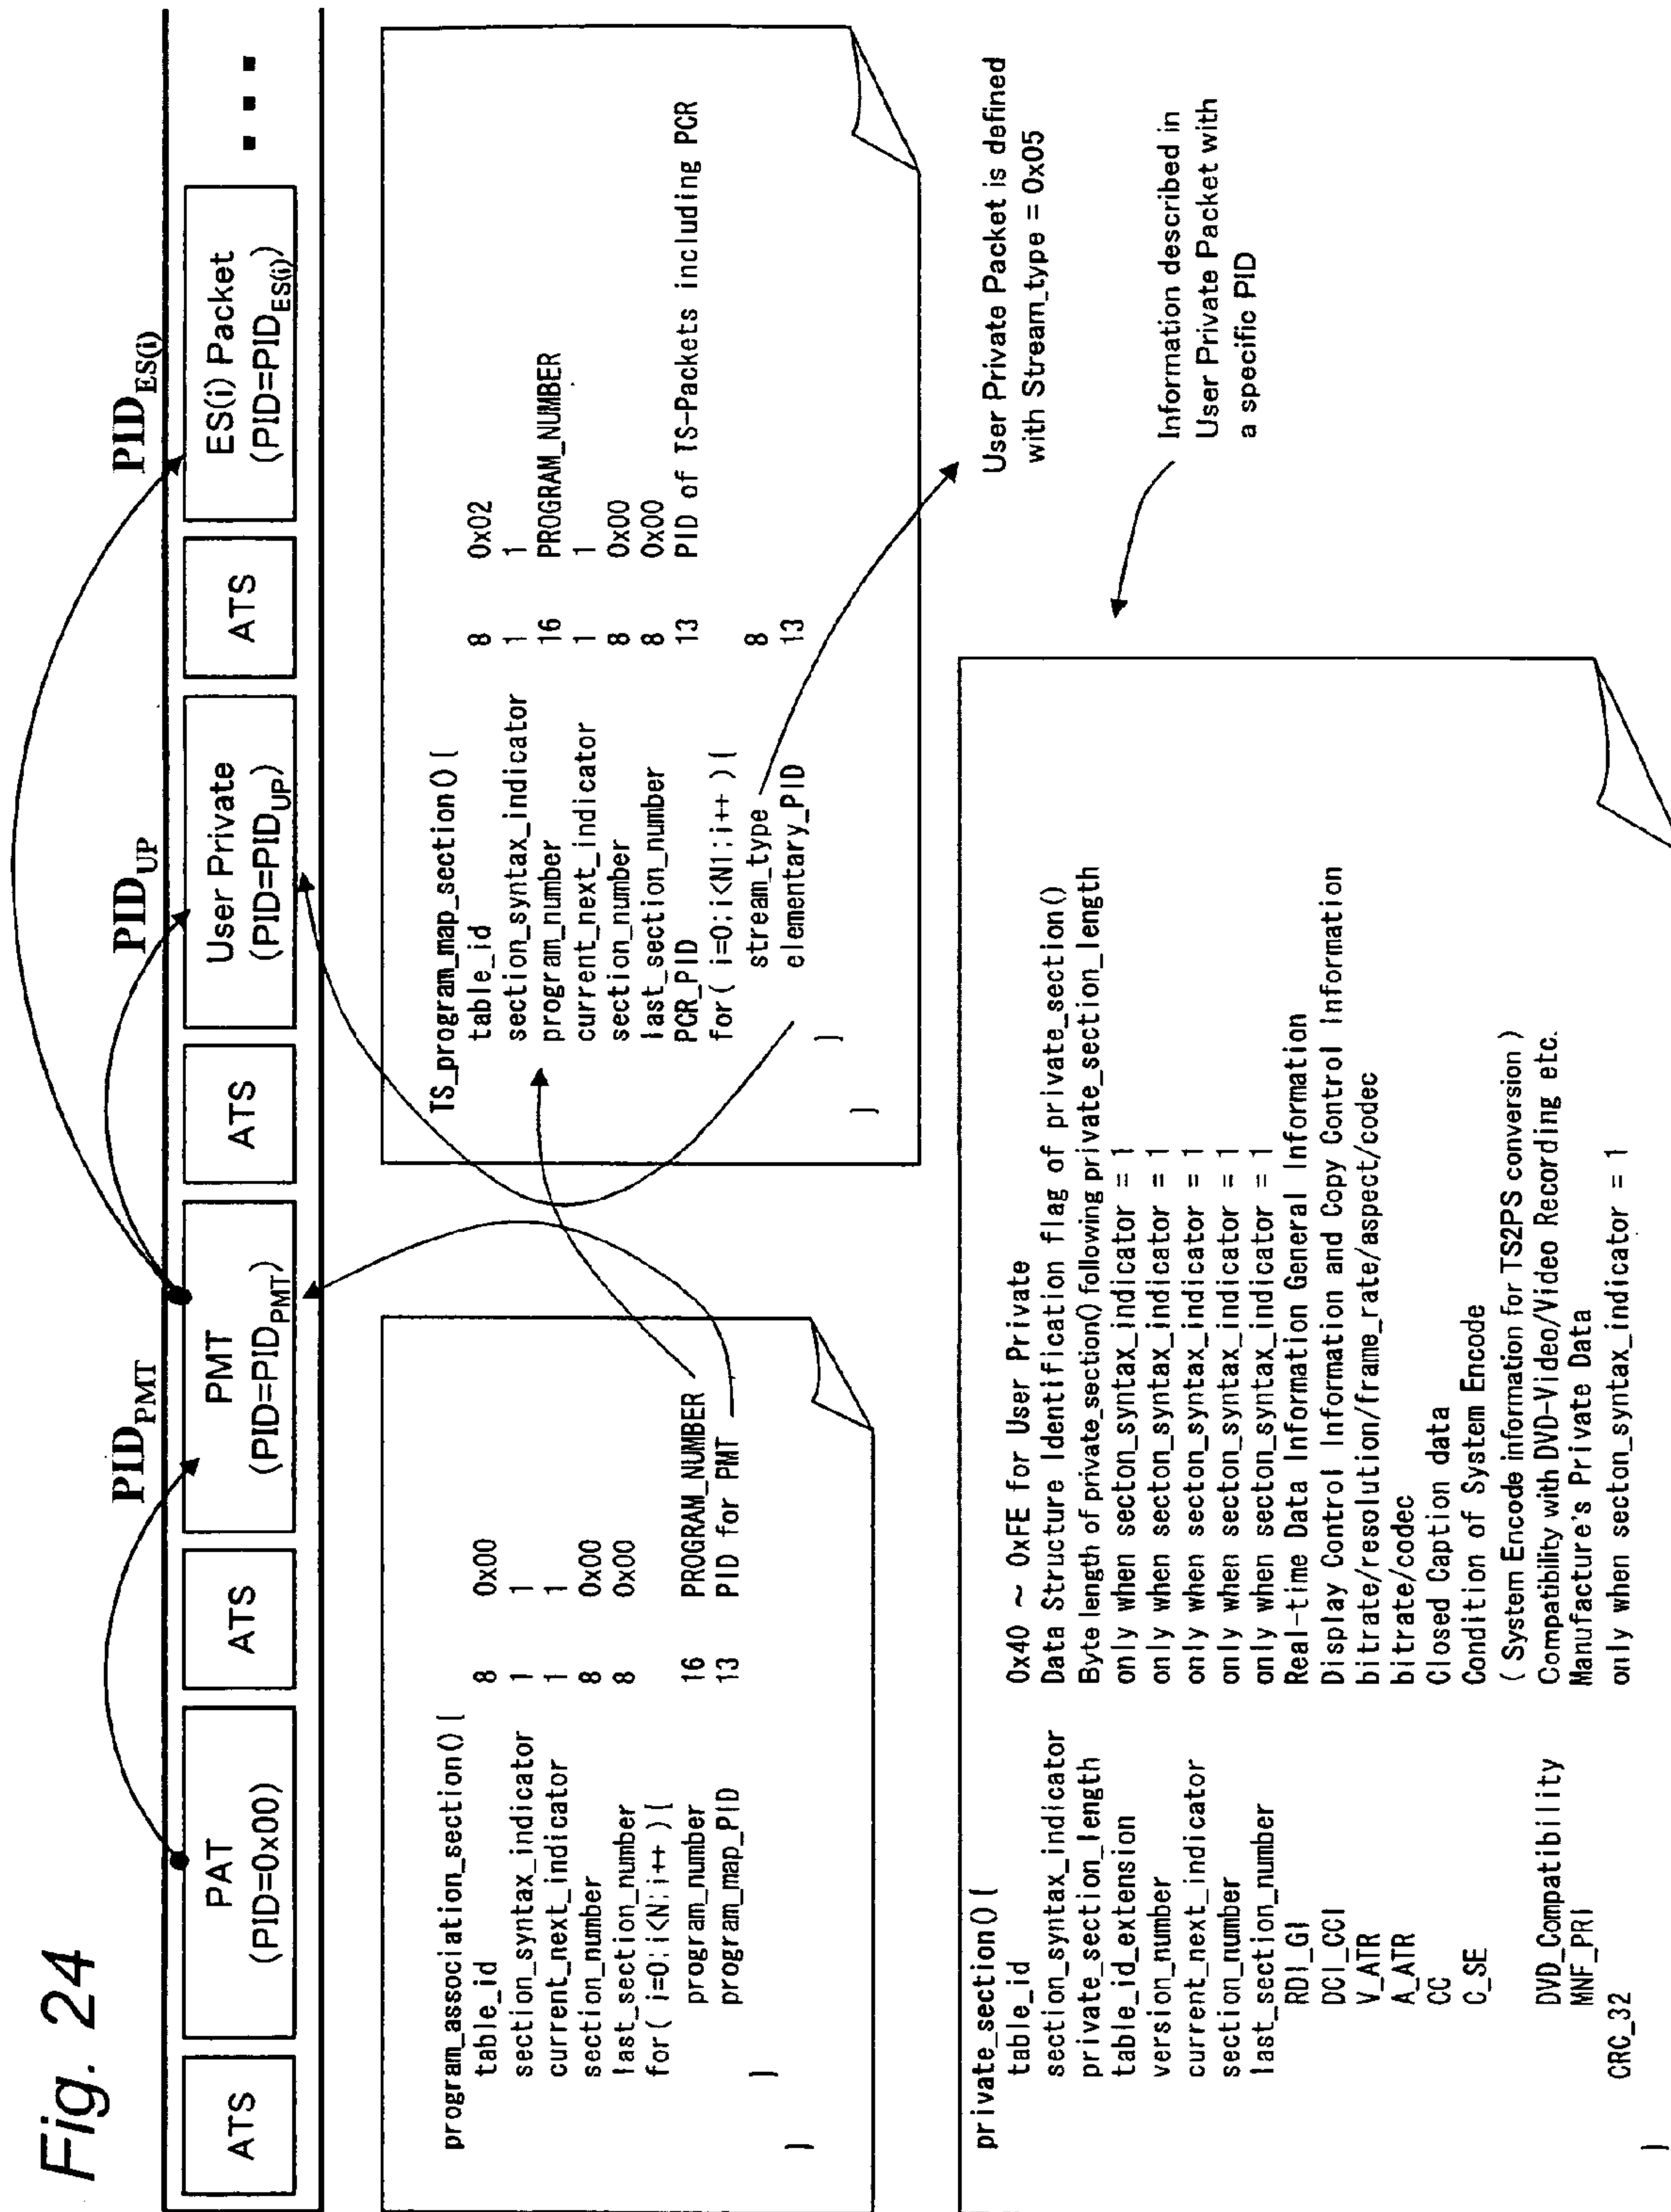 Fig. 24
PID_PMT
PID_UP
PID_ES(i)
ATS
PAT
(PID=0x00)
ATS
PMT
(PID=PID_PMT)
ATS
User Private
(PID=PID_UP)
ATS
ES(i) Packet
(PID=PID_ES(i))
program_association_section() {
table_id 8 0x00
section_syntax_indicator 1 1
current_next_indicator 1 1
section_number 8 0x00
last_section_number 8 0x00
for( i=0;i<N;i++ ) {
program_number 16 PROGRAM_NUMBER
program_map_PID 13 PID for PMT
}
}
TS_program_map_section() {
table_id 8 0x02
section_syntax_indicator 1 1
program_number 16 PROGRAM_NUMBER
current_next_indicator 1 1
section_number 8 0x00
last_section_number 8 0x00
PCR_PID 13 PID of TS-Packets including PCR
for( i=0;i<N1;i++ ) {
stream_type 8
elementary_PID 13
}
}
User Private Packet is defined
with Stream_type = 0x05
Information described in
User Private Packet with
a specific PID
private_section() {
table_id 0x40 ~ 0xFE for User Private
section_syntax_indicator Data Structure Identification flag of private_section()
private_section_length Byte length of private_section() following private_section_length
table_id_extension only when secton_syntax_indicator = 1
version_number only when secton_syntax_indicator = 1
current_next_indicator only when secton_syntax_indicator = 1
section_number only when secton_syntax_indicator = 1
last_section_number only when secton_syntax_indicator = 1
RDI_GI Real-time Data Information General Information
DCI_CCI Display Control Information and Copy Control Information
V_ATR bitrate/resolution/frame_rate/aspect/codec
A_ATR bitrate/codec
CC Closed Caption data
C_SE Condition of System Encode
( System Encode information for TS2PS conversion )
DVD_Compatibility Compatibility with DVD-Video/Video Recording etc.
MNF_PRI Manufacture's Private Data
CRC_32 only when secton_syntax_indicator = 1
}